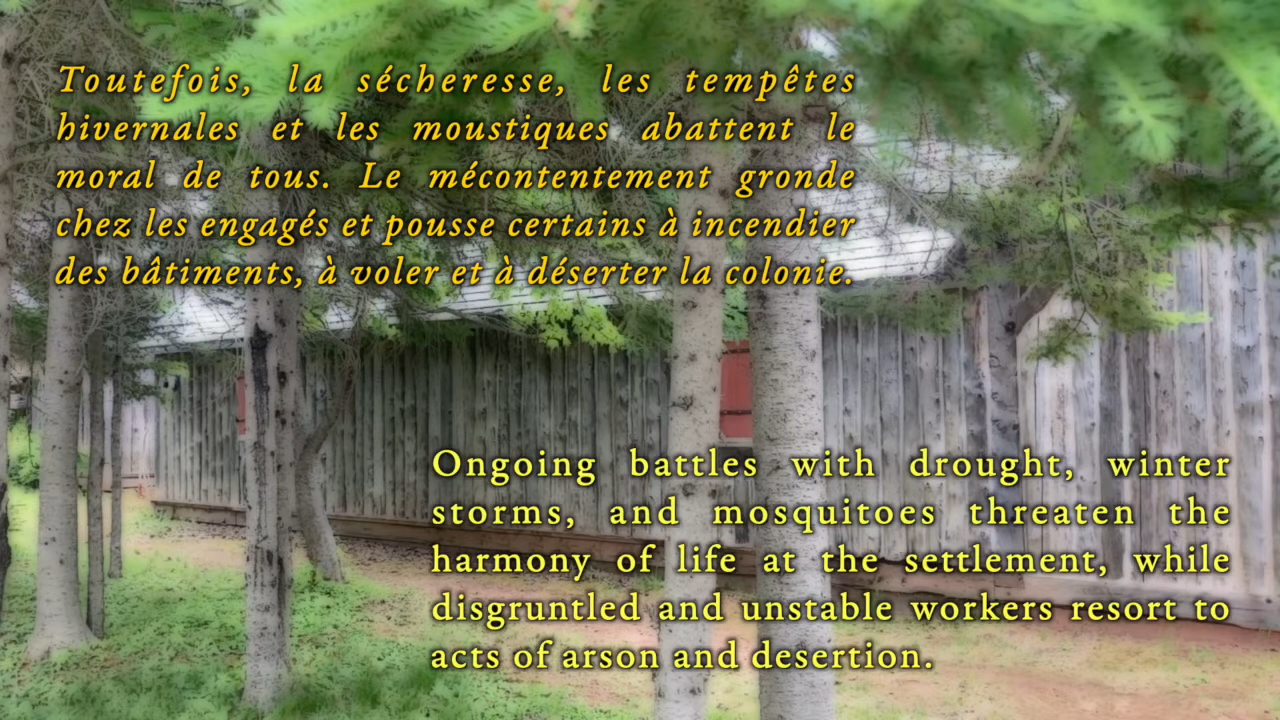 Toutefois, la sécheresse, les tempêtes
hivernales et les moustiques abattent le
moral de tous. Le mécontentement gronde
chez les engagés et pousse certains à incendier
des bâtiments, à voler et à déserter la colonie.
Ongoing battles with drought, winter
storms, and mosquitoes threaten the
harmony of life at the settlement, while
disgruntled and unstable workers resort to
acts of arson and desertion.